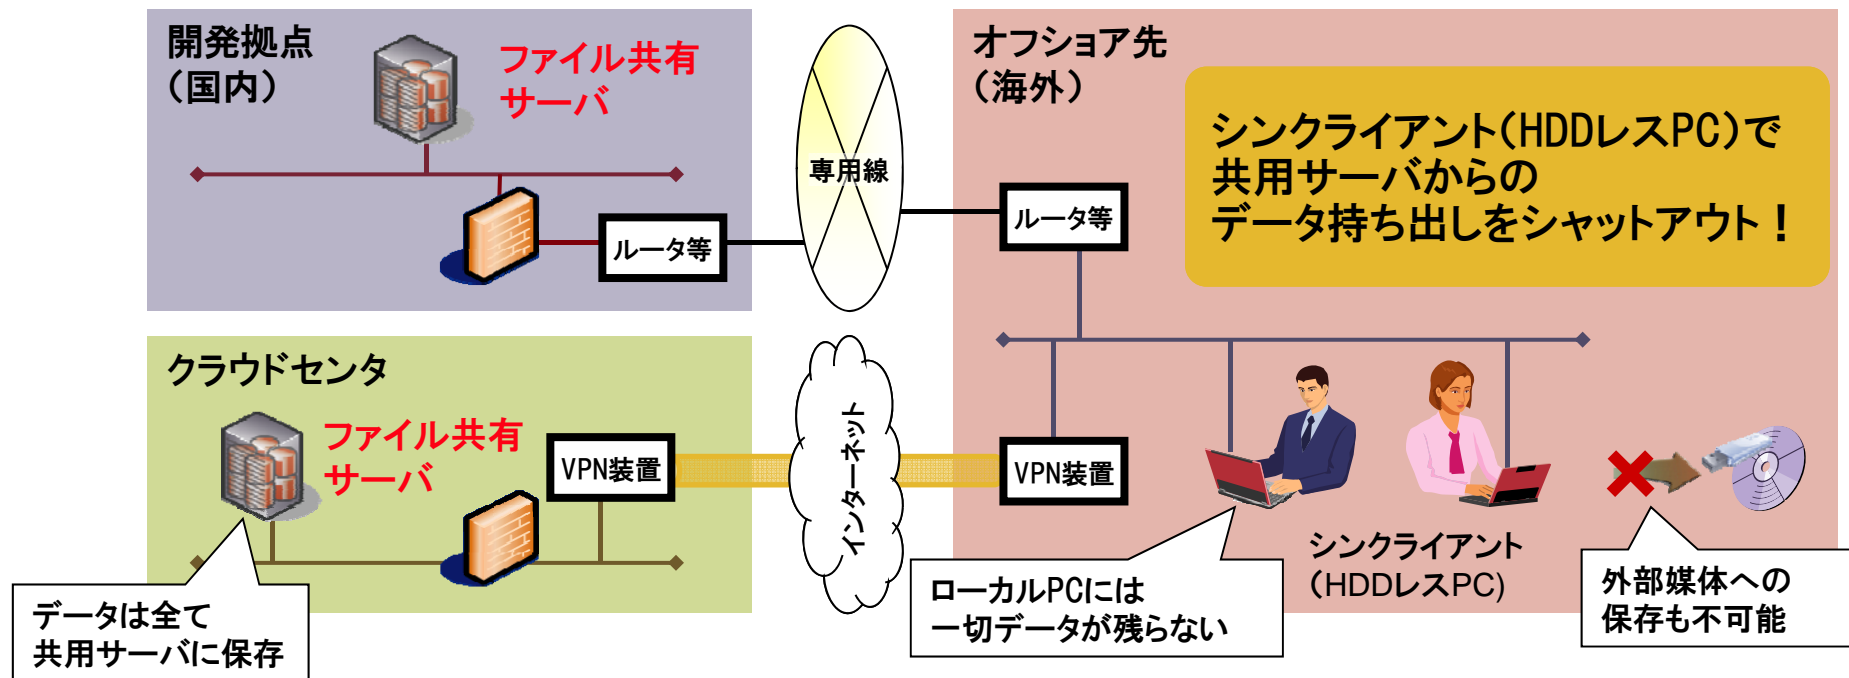 開発拠点
（国内）
ファイル共有
サーバ
ルータ等
専用線
オフショア先
（海外）
シンクライアント（HDDレスPC）で
共用サーバからの
データ持ち出しをシャットアウト！
ルータ等
クラウドセンタ
ファイル共有
サーバ
VPN装置
インターネット
VPN装置
シンクライアント
（HDDレスPC)
データは全て
共用サーバに保存
ローカルPCには
一切データが残らない
外部媒体への
保存も不可能